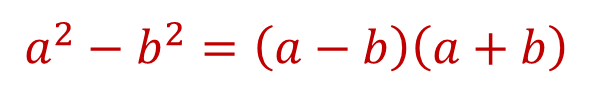 a² − b² = (a − b)(a + b)